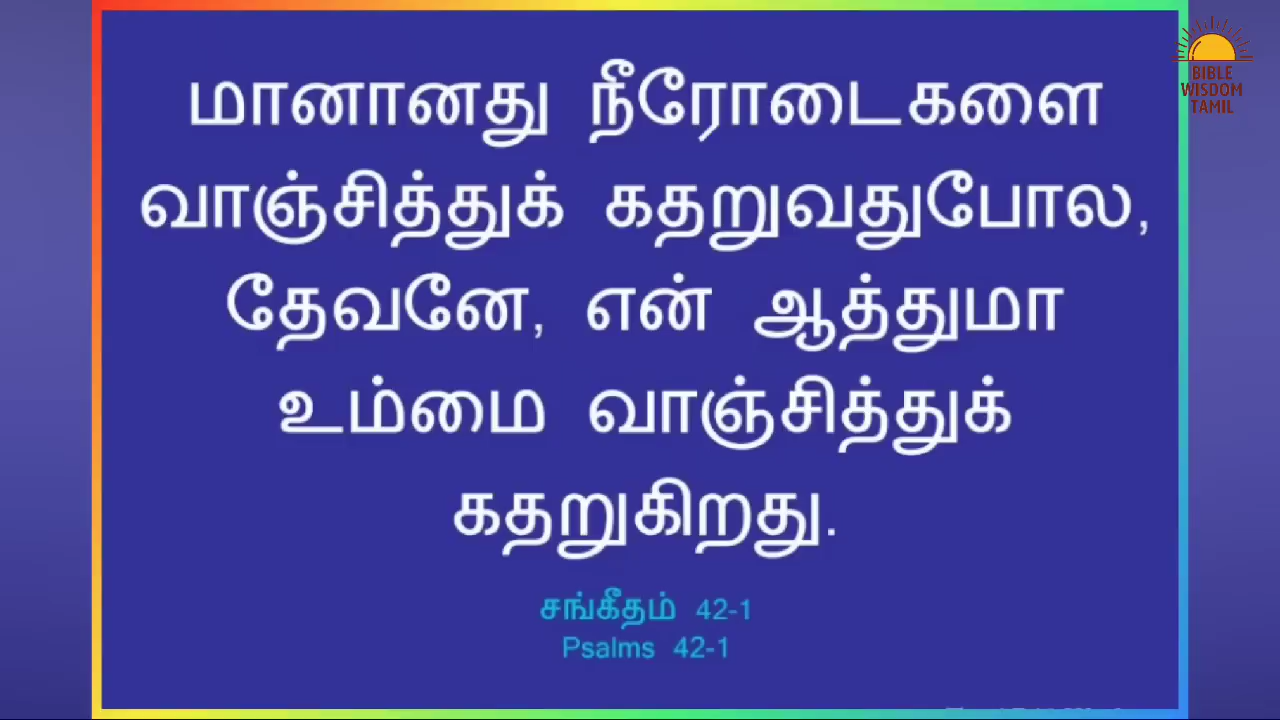 மானானது நீரோடைகளை
வாஞ்சித்துக் கதறுவதுபோல,
தேவனே, என் ஆத்துமா
உம்மை வாஞ்சித்துக்
கதறுகிறது.
சங்கீதம் 42-1
Psalms 42-1
BIBLE
WISDOM
TAMIL